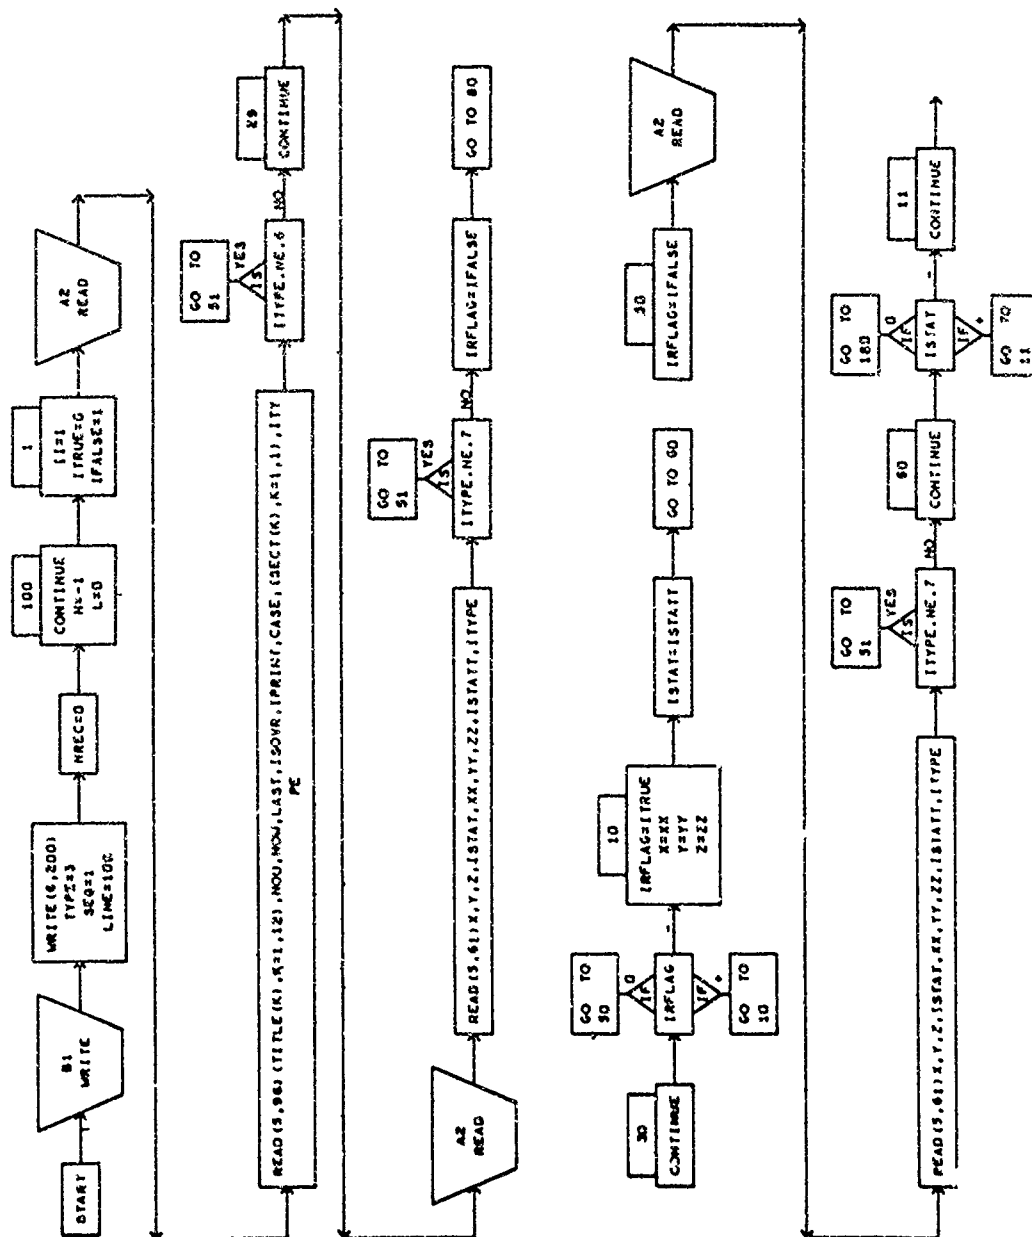 START
B1
WRITE
WRITE(6,200)
TYPE=3
SEQ=1
LINE=100
NREC=0
100
CONTINUE
NX=-1
L=0
1
II=1
ITRUE=0
IFALSE=1
A2
READ
READ(5,96)(TITLE(K),K=1,12),NOU,NOW,LAST,ISOVR,IPRINT,CASE,(SECT(K),K=1,1),ITY
PE
GO TO
51
YES
IS
ITYPE.NE.6
NO
29
CONTINUE
A2
READ
READ(5,61)X,Y,Z,ISTAT,XX,YY,ZZ,ISTATT,ITYPE
GO TO
51
YES
IS
ITYPE.NE.7
NO
IRFLAG=IFALSE
GO TO 80
30
CONTINUE
GO TO
50
0
IF
IRFLAG
-
IF
+
GO TO
10
10
IRFLAG=ITRUE
X=XX
Y=YY
Z=ZZ
ISTAT=ISTATT
GO TO 60
50
IRFLAG=IFALSE
A2
READ
READ(5,61)X,Y,Z,ISTAT,XX,YY,ZZ,ISTATT,ITYPE
GO TO
51
YES
IS
ITYPE.NE.7
NO
60
CONTINUE
GO TO
180
0
IF
ISTAT
-
IF
+
GO TO
11
11
CONTINUE